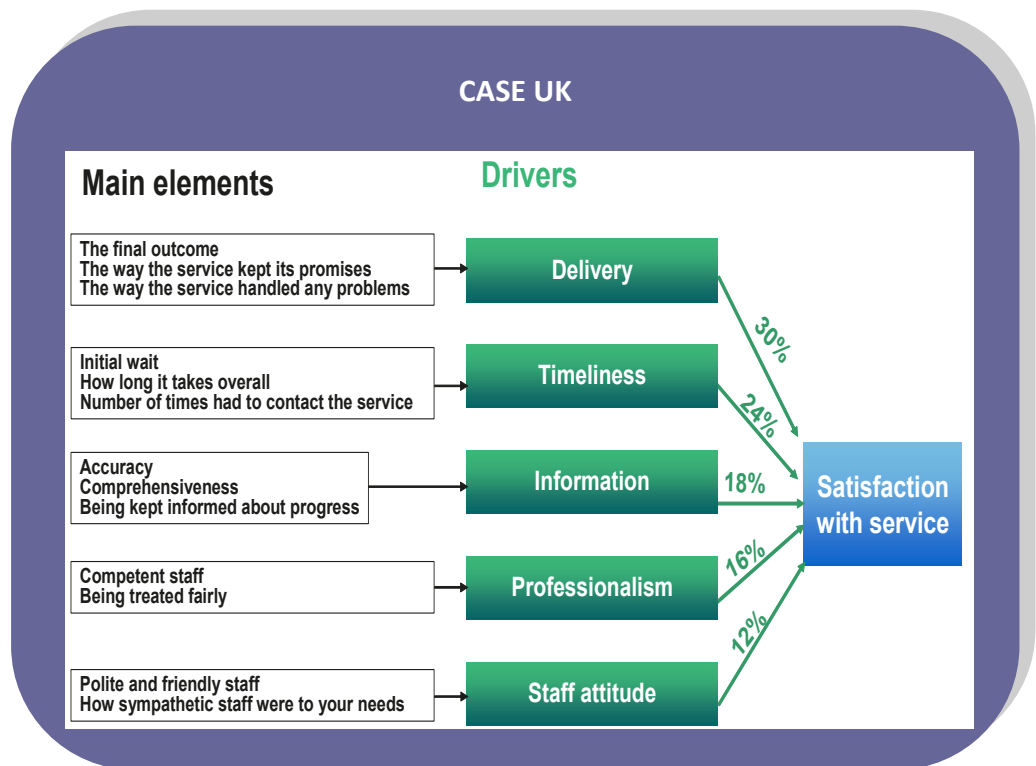 CASE UK
Main elements
Drivers
The final outcome
The way the service kept its promises
The way the service handled any problems
Delivery
30%
Initial wait
How long it takes overall
Number of times had to contact the service
Timeliness
24%
Accuracy
Comprehensiveness
Being kept informed about progress
Information
18%
Satisfaction
with service
Competent staff
Being treated fairly
Professionalism
16%
Polite and friendly staff
How sympathetic staff were to your needs
Staff attitude
12%